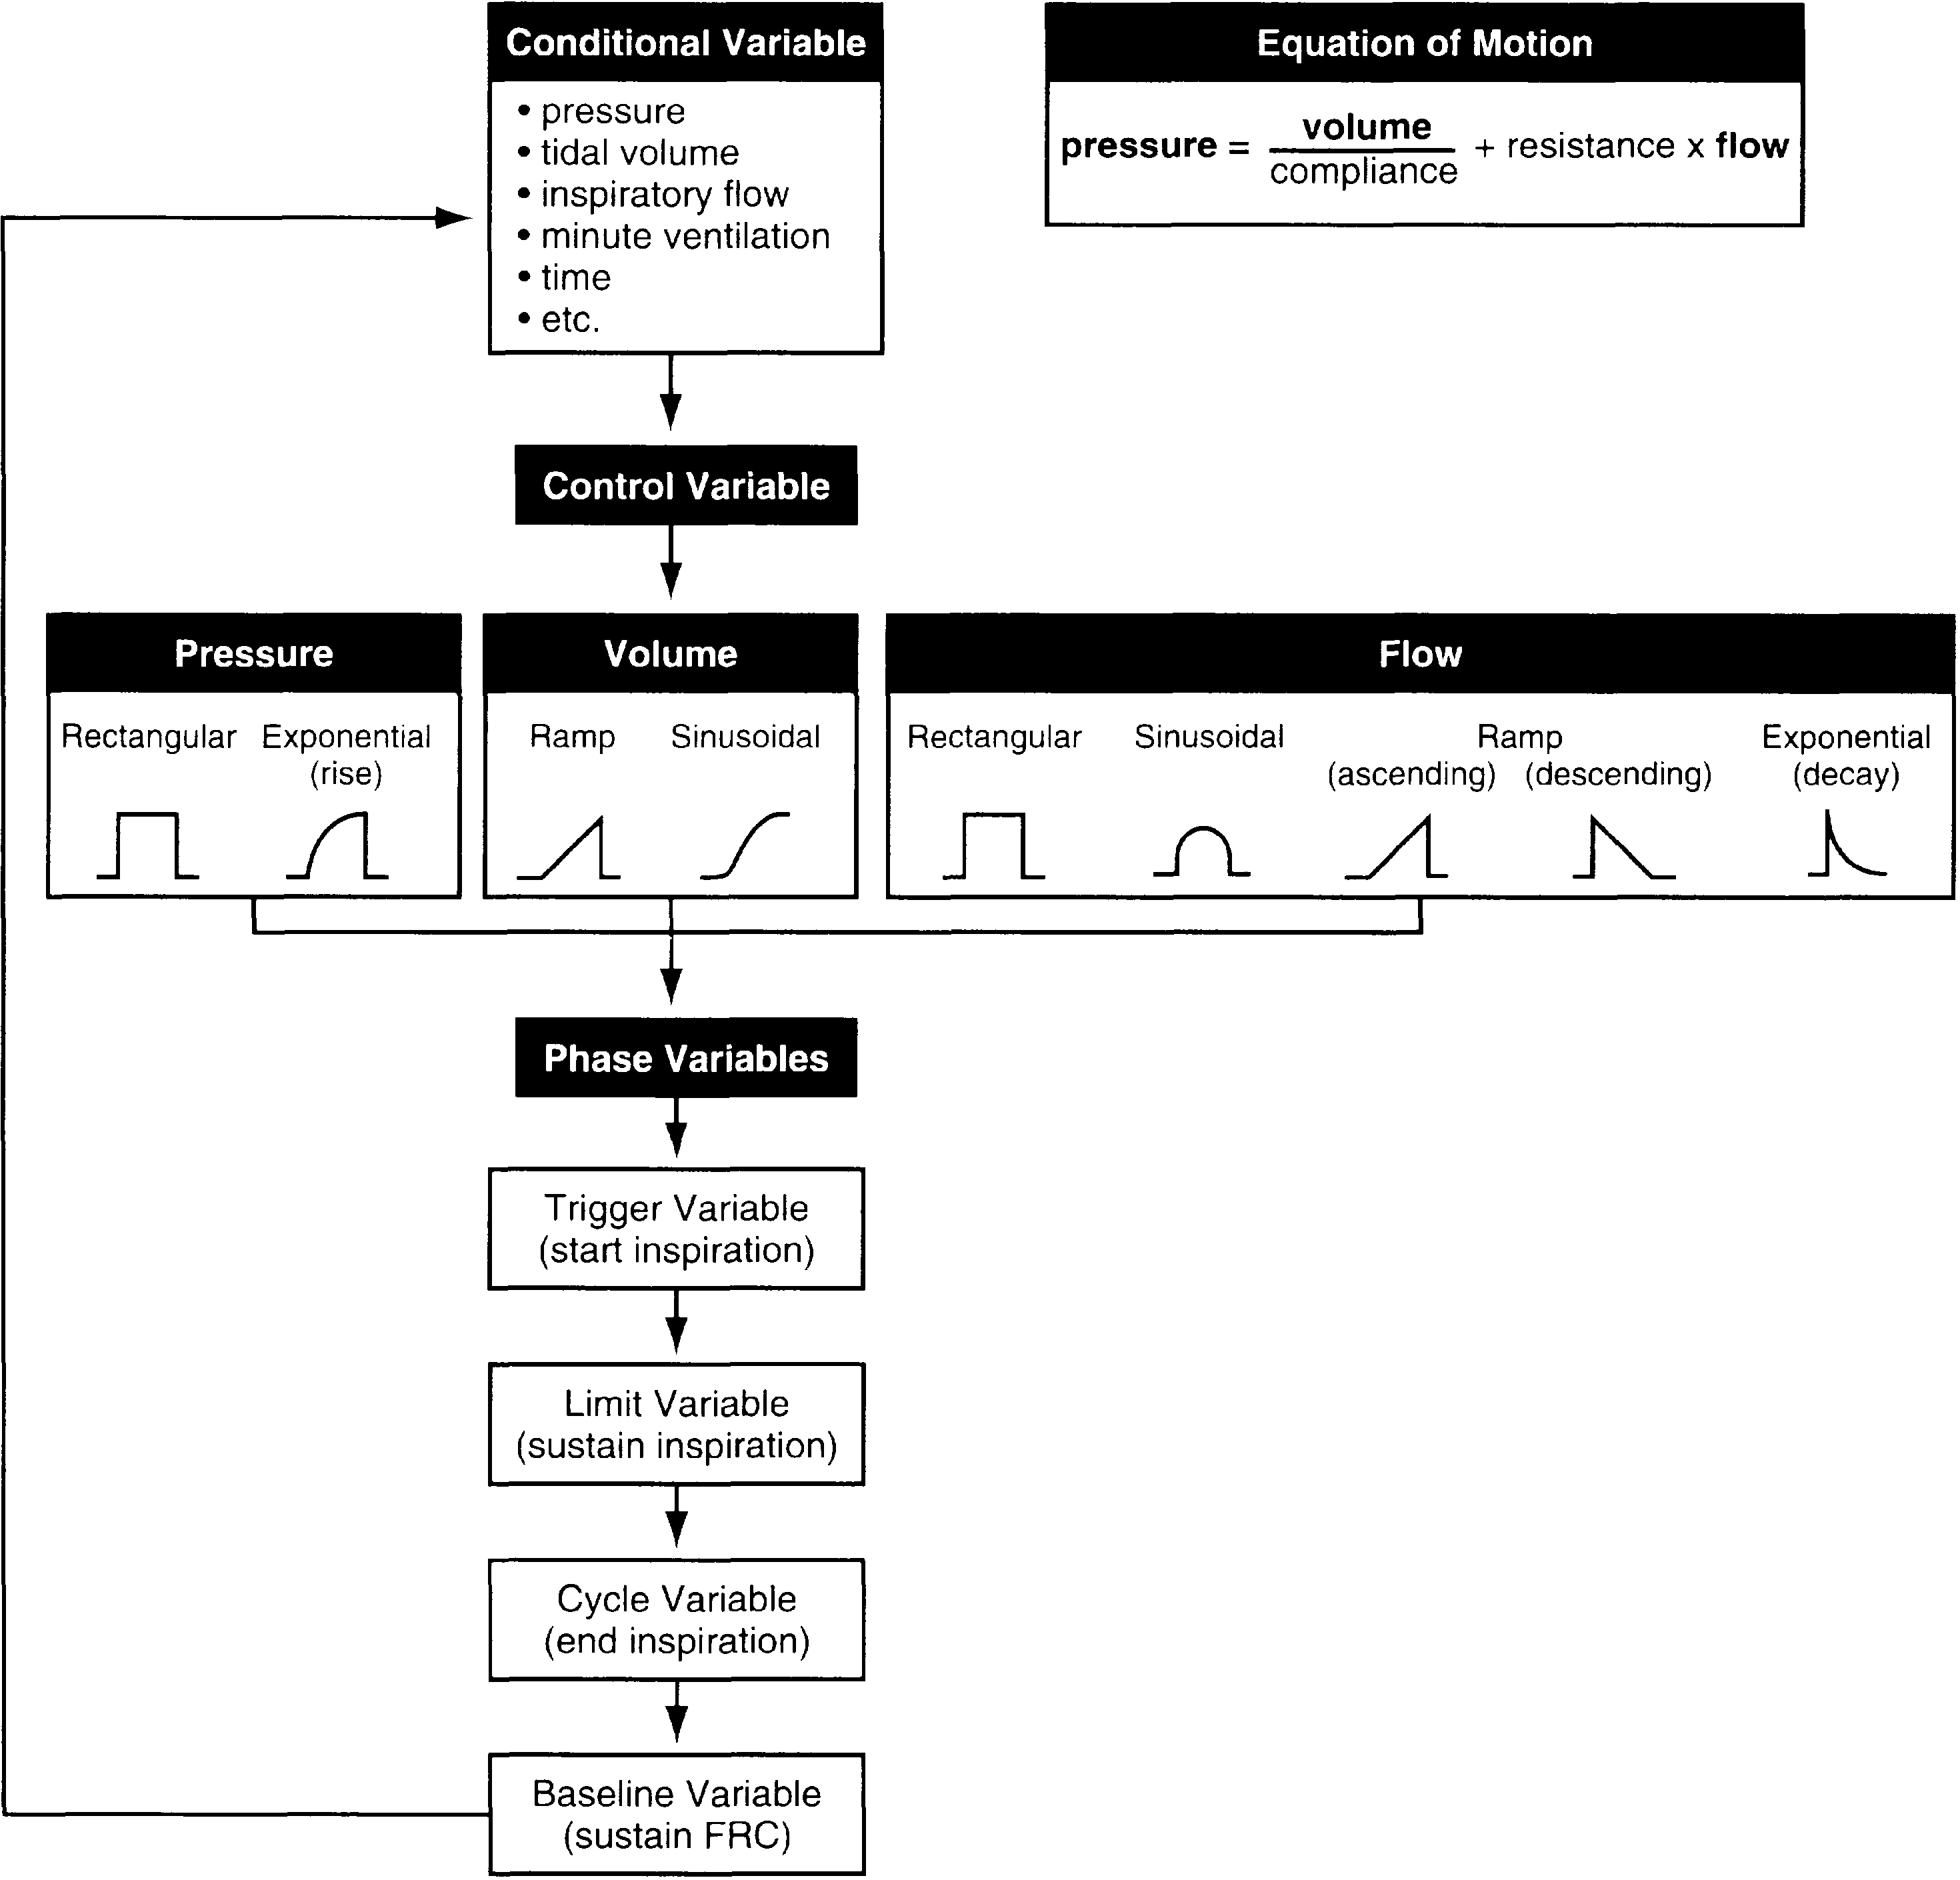 Conditional Variable
• pressure
• tidal volume
• inspiratory flow
• minute ventilation
• time
• etc.
Equation of Motion
pressure = volume / compliance + resistance x flow
Control Variable
Pressure
Rectangular Exponential
(rise)
Volume
Ramp Sinusoidal
Flow
Rectangular Sinusoidal Ramp Exponential
(ascending) (descending) (decay)
Phase Variables
Trigger Variable
(start inspiration)
Limit Variable
(sustain inspiration)
Cycle Variable
(end inspiration)
Baseline Variable
(sustain FRC)